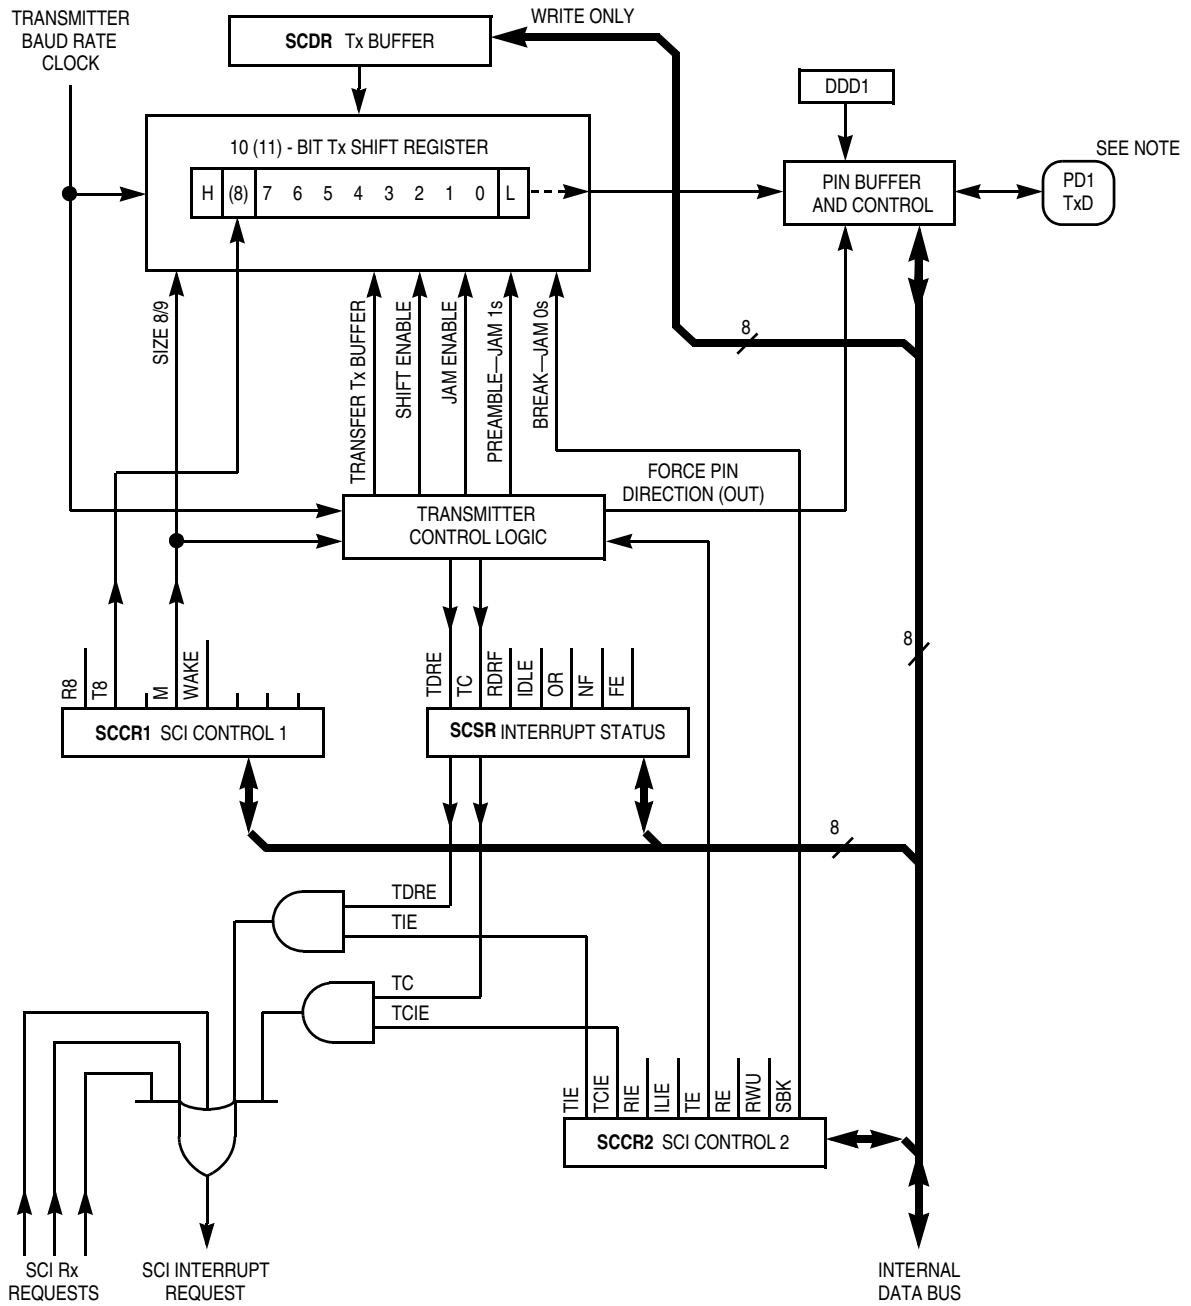 TRANSMITTER
BAUD RATE
CLOCK
SCDR Tx BUFFER
WRITE ONLY
DDD1
10 (11) - BIT Tx SHIFT REGISTER
H (8) 7 6 5 4 3 2 1 0 L
PIN BUFFER
AND CONTROL
SEE NOTE
PD1
TxD
SIZE 8/9
TRANSFER Tx BUFFER
SHIFT ENABLE
JAM ENABLE
PREAMBLE—JAM 1s
BREAK—JAM 0s
8
FORCE PIN
DIRECTION (OUT)
TRANSMITTER
CONTROL LOGIC
8
R8
T8
M
WAKE
TDRE
TC
RDRF
IDLE
OR
NF
FE
SCCR1 SCI CONTROL 1
SCSR INTERRUPT STATUS
8
TDRE
TIE
TC
TCIE
TIE
TCIE
RIE
ILIE
TE
RE
RWU
SBK
SCCR2 SCI CONTROL 2
SCI Rx
REQUESTS
SCI INTERRUPT
REQUEST
INTERNAL
DATA BUS